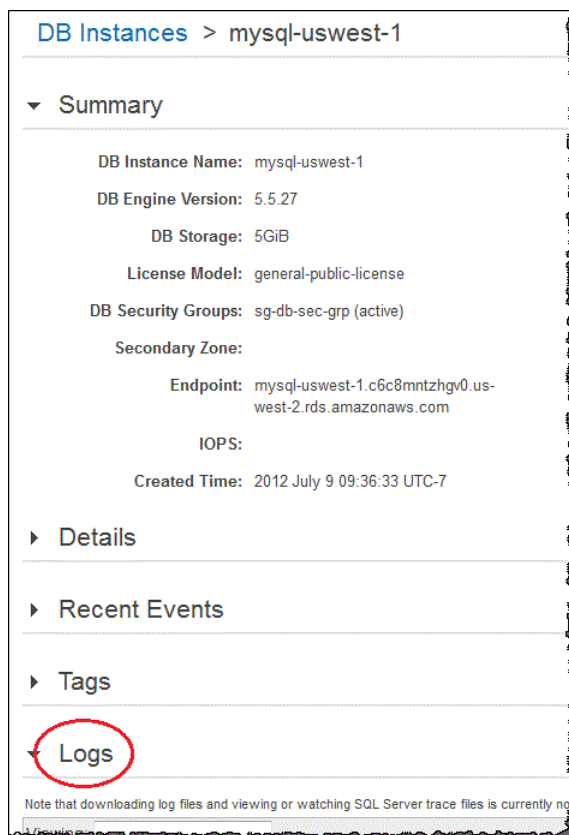 DB Instances > mysql-uswest-1
Summary
DB Instance Name: mysql-uswest-1
DB Engine Version: 5.5.27
DB Storage: 5GiB
License Model: general-public-license
DB Security Groups: sg-db-sec-grp (active)
Secondary Zone:
Endpoint: mysql-uswest-1.c6c8mntzhgv0.us-
west-2.rds.amazonaws.com
IOPS:
Created Time: 2012 July 9 09:36:33 UTC-7
Details
Recent Events
Tags
Logs
Note that downloading log files and viewing or watching SQL Server trace files is currently no
Viewing